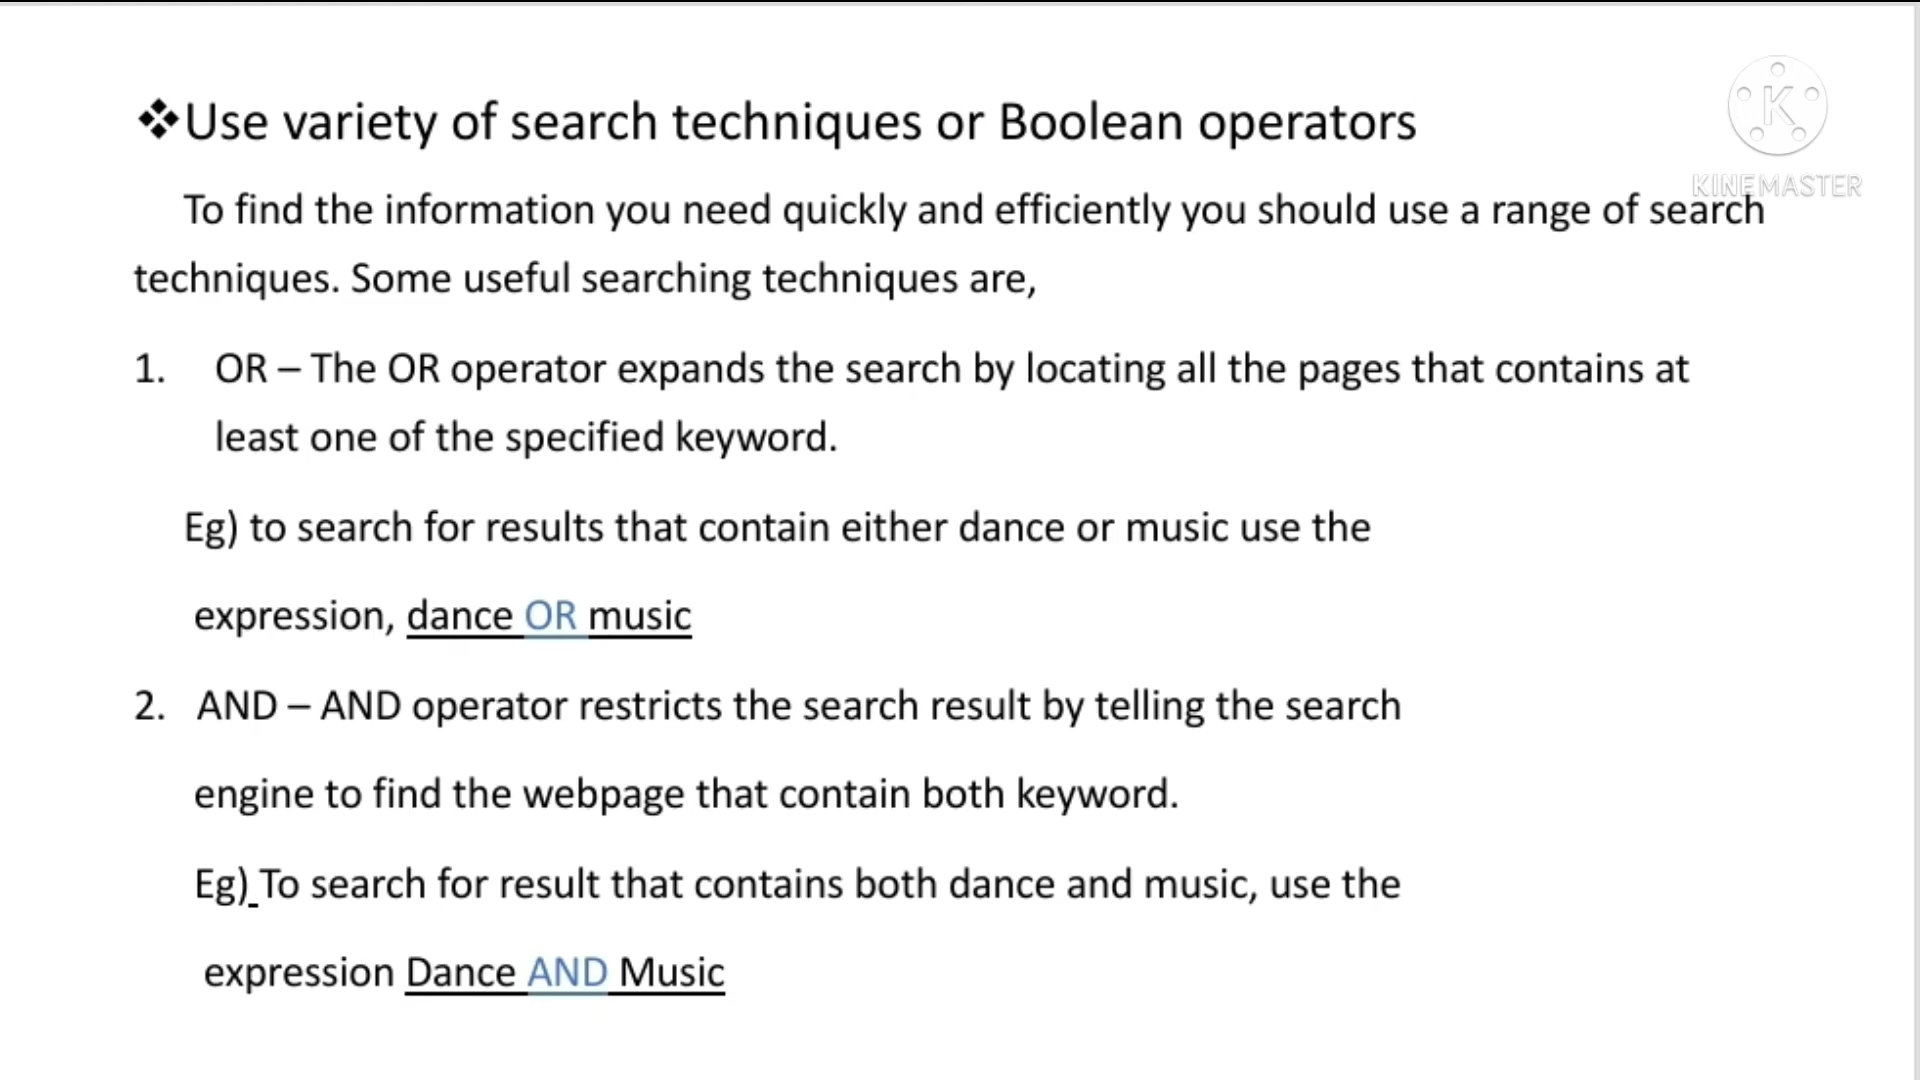 ❖Use variety of search techniques or Boolean operators
K
KINEMASTER
To find the information you need quickly and efficiently you should use a range of search
techniques. Some useful searching techniques are,
1. OR – The OR operator expands the search by locating all the pages that contains at
least one of the specified keyword.
Eg) to search for results that contain either dance or music use the
expression, dance OR music
2. AND – AND operator restricts the search result by telling the search
engine to find the webpage that contain both keyword.
Eg) To search for result that contains both dance and music, use the
expression Dance AND Music